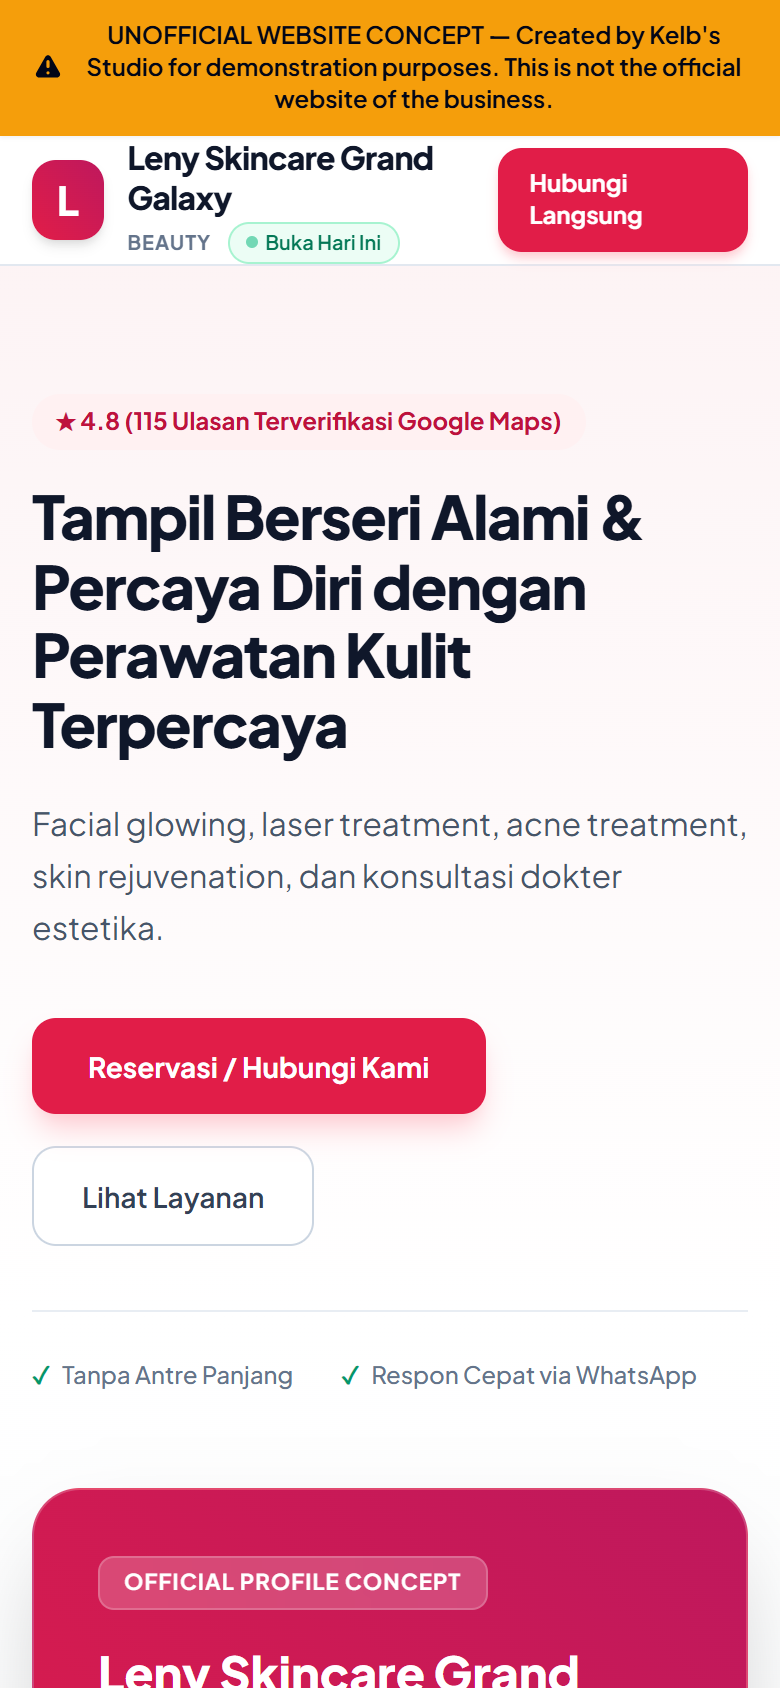 UNOFFICIAL WEBSITE CONCEPT — Created by Kelb's
Studio for demonstration purposes. This is not the official
website of the business.
L
Leny Skincare Grand
Galaxy
BEAUTY
Buka Hari Ini
Hubungi
Langsung
★ 4.8 (115 Ulasan Terverifikasi Google Maps)
Tampil Berseri Alami &
Percaya Diri dengan
Perawatan Kulit
Terpercaya
Facial glowing, laser treatment, acne treatment,
skin rejuvenation, dan konsultasi dokter
estetika.
Reservasi / Hubungi Kami
Lihat Layanan
✓ Tanpa Antre Panjang
✓ Respon Cepat via WhatsApp
OFFICIAL PROFILE CONCEPT
Leny Skincare Grand